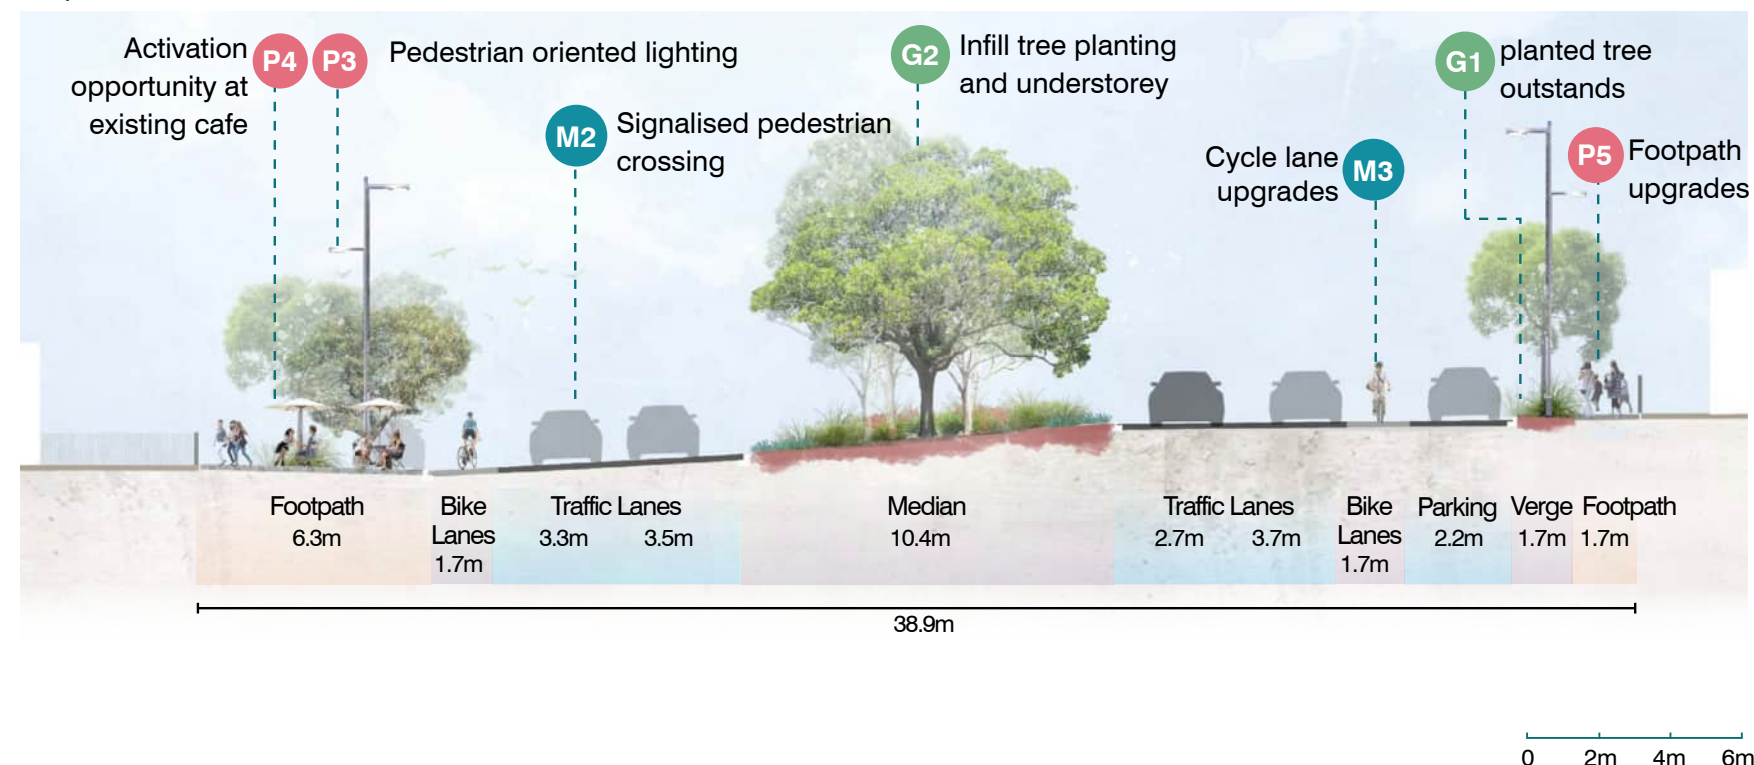 Activation
opportunity at
existing cafe
P4
P3
Pedestrian oriented lighting
M2
Signalised pedestrian
crossing
G2
Infill tree planting
and understorey
Cycle lane
upgrades
M3
G1
planted tree
outstands
P5
Footpath
upgrades
Footpath
6.3m
Bike
Lanes
1.7m
Traffic Lanes
3.3m 3.5m
Median
10.4m
Traffic Lanes
2.7m 3.7m
Bike
Lanes
1.7m
Parking
2.2m
Verge
1.7m
Footpath
1.7m
38.9m
0 2m 4m 6m